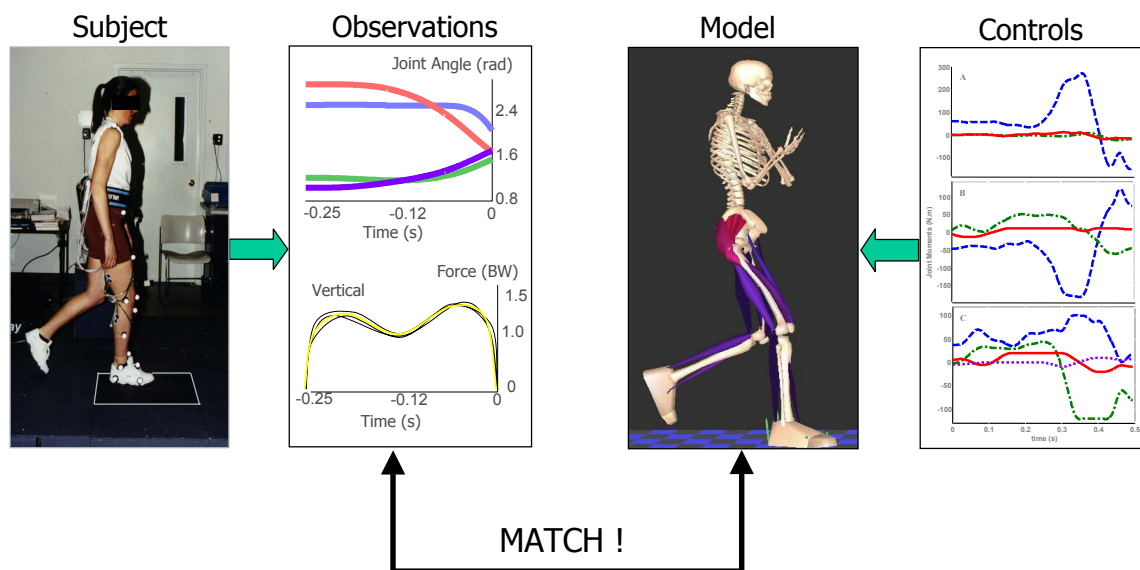 Subject
Observations
Model
Controls
Joint Angle (rad)
2.4
1.6
0.8
-0.25
-0.12
0
Time (s)
Force (BW)
Vertical
1.5
1.0
0
-0.25
-0.12
0
Time (s)
300
A
200
100
0
-100
B
100
50
0
-50
-100
-150
Joint Moments (N.m)
C
100
50
0
-50
-100
0
0.1
0.2
0.3
0.4
0.5
time (s)
ay
MATCH !